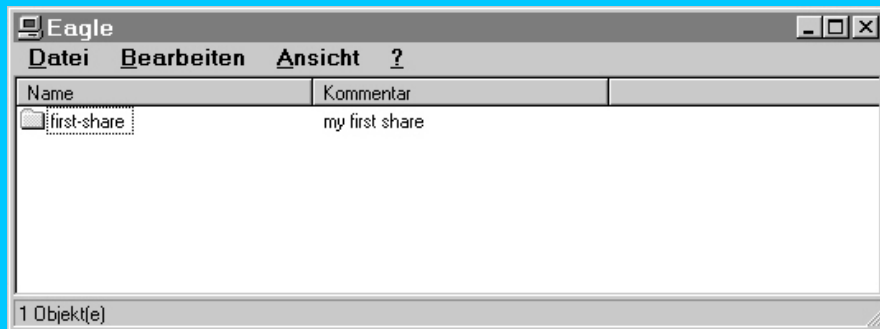 Eagle
Datei Bearbeiten Ansicht ?
Name Kommentar
first-share my first share
1 Objekt(e)